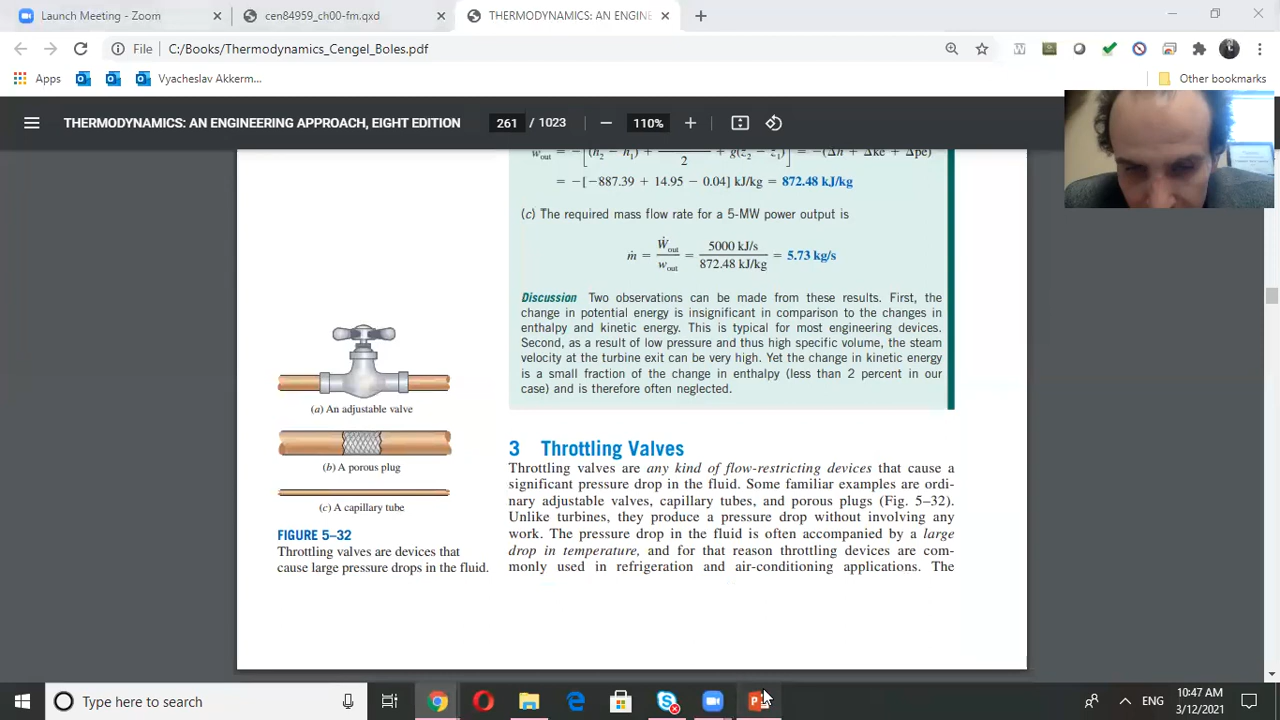 Launch Meeting - Zoom
cen84959_ch00-fm.qxd
THERMODYNAMICS: AN ENGINE
File
C:/Books/Thermodynamics_Cengel_Boles.pdf
Apps
Vyacheslav Akkerm...
Other bookmarks
THERMODYNAMICS: AN ENGINEERING APPROACH, EIGHT EDITION
261 / 1023
110%
= −[−887.39 + 14.95 − 0.04] kJ/kg = 872.48 kJ/kg
(c) The required mass flow rate for a 5-MW power output is
ṁ = Ẇout / wout = 5000 kJ/s / 872.48 kJ/kg = 5.73 kg/s
Discussion Two observations can be made from these results. First, the
change in potential energy is insignificant in comparison to the changes in
enthalpy and kinetic energy. This is typical for most engineering devices.
Second, as a result of low pressure and thus high specific volume, the steam
velocity at the turbine exit can be very high. Yet the change in kinetic energy
is a small fraction of the change in enthalpy (less than 2 percent in our
case) and is therefore often neglected.
(a) An adjustable valve
(b) A porous plug
(c) A capillary tube
FIGURE 5–32
Throttling valves are devices that
cause large pressure drops in the fluid.
3 Throttling Valves
Throttling valves are any kind of flow-restricting devices that cause a
significant pressure drop in the fluid. Some familiar examples are ordi-
nary adjustable valves, capillary tubes, and porous plugs (Fig. 5–32).
Unlike turbines, they produce a pressure drop without involving any
work. The pressure drop in the fluid is often accompanied by a large
drop in temperature, and for that reason throttling devices are com-
monly used in refrigeration and air-conditioning applications. The
Type here to search
ENG
10:47 AM
3/12/2021